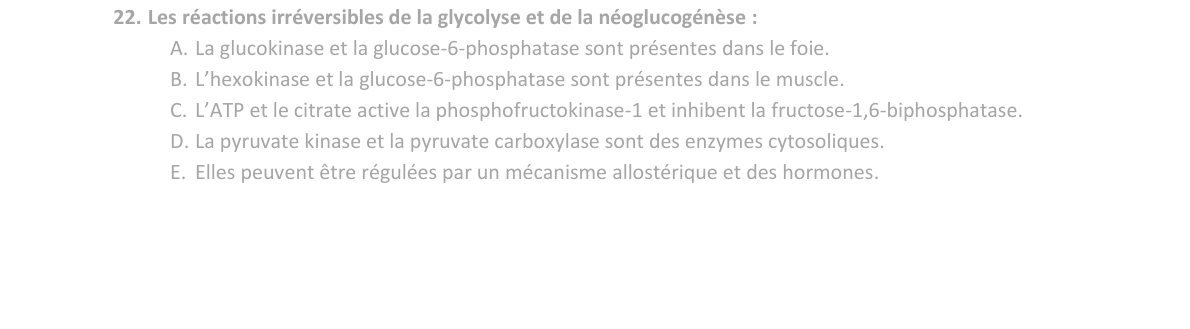 22. Les réactions irréversibles de la glycolyse et de la néoglucogénèse :
A. La glucokinase et la glucose-6-phosphatase sont présentes dans le foie.
B. L’hexokinase et la glucose-6-phosphatase sont présentes dans le muscle.
C. L’ATP et le citrate active la phosphofructokinase-1 et inhibent la fructose-1,6-biphosphatase.
D. La pyruvate kinase et la pyruvate carboxylase sont des enzymes cytosoliques.
E. Elles peuvent être régulées par un mécanisme allostérique et des hormones.